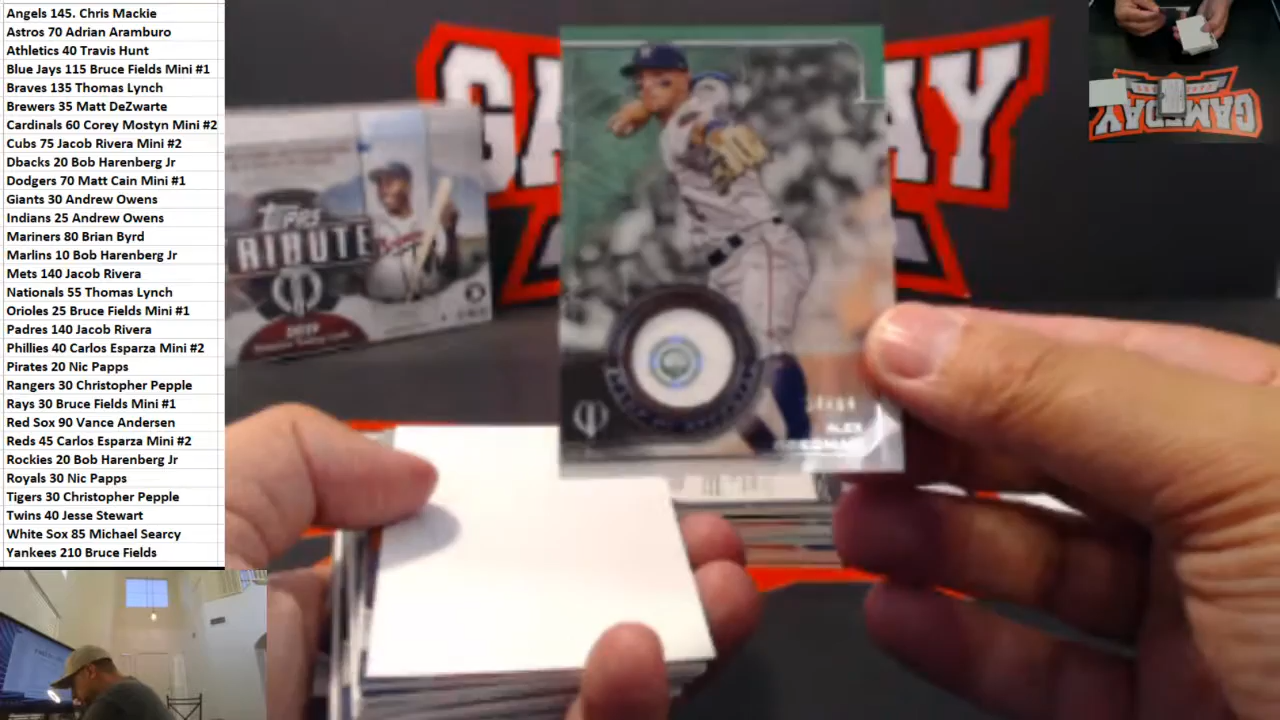 Angels 145. Chris Mackie
Astros 70 Adrian Aramburo
Athletics 40 Travis Hunt
Blue Jays 115 Bruce Fields Mini #1
Braves 135 Thomas Lynch
Brewers 35 Matt DeZwarte
Cardinals 60 Corey Mostyn Mini #2
Cubs 75 Jacob Rivera Mini #2
Dbacks 20 Bob Harenberg Jr
Dodgers 70 Matt Cain Mini #1
Giants 30 Andrew Owens
Indians 25 Andrew Owens
Mariners 80 Brian Byrd
Marlins 10 Bob Harenberg Jr
Mets 140 Jacob Rivera
Nationals 55 Thomas Lynch
Orioles 25 Bruce Fields Mini #1
Padres 140 Jacob Rivera
Phillies 40 Carlos Esparza Mini #2
Pirates 20 Nic Papps
Rangers 30 Christopher Pepple
Rays 30 Bruce Fields Mini #1
Red Sox 90 Vance Andersen
Reds 45 Carlos Esparza Mini #2
Rockies 20 Bob Harenberg Jr
Royals 30 Nic Papps
Tigers 30 Christopher Pepple
Twins 40 Jesse Stewart
White Sox 85 Michael Searcy
Yankees 210 Bruce Fields
Topps
TRIBUTE
2019
ALEX
GAMEDAY